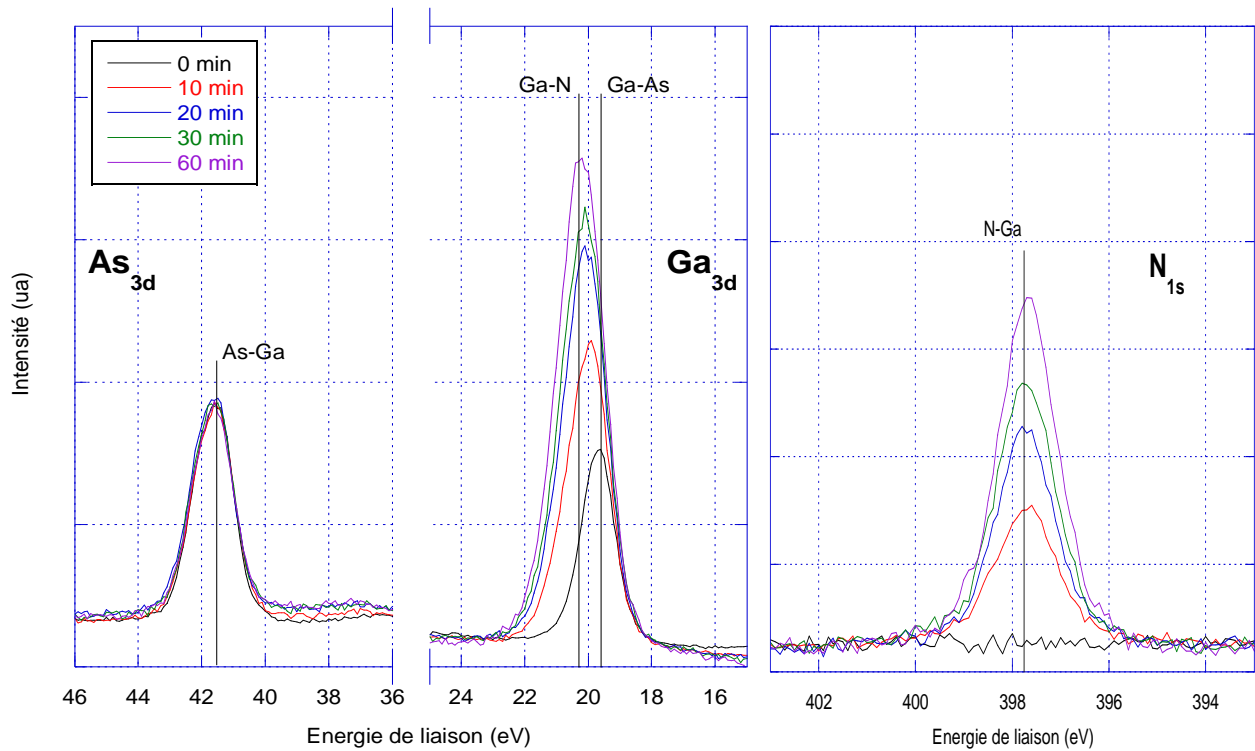 0 min
10 min
20 min
30 min
60 min
Ga-N
Ga-As
N-Ga
As3d
Ga3d
N1s
As-Ga
Intensité (ua)
46 44 42 40 38 36 24 22 20 18 16
402 400 398 396 394
Energie de liaison (eV)
Energie de liaison (eV)